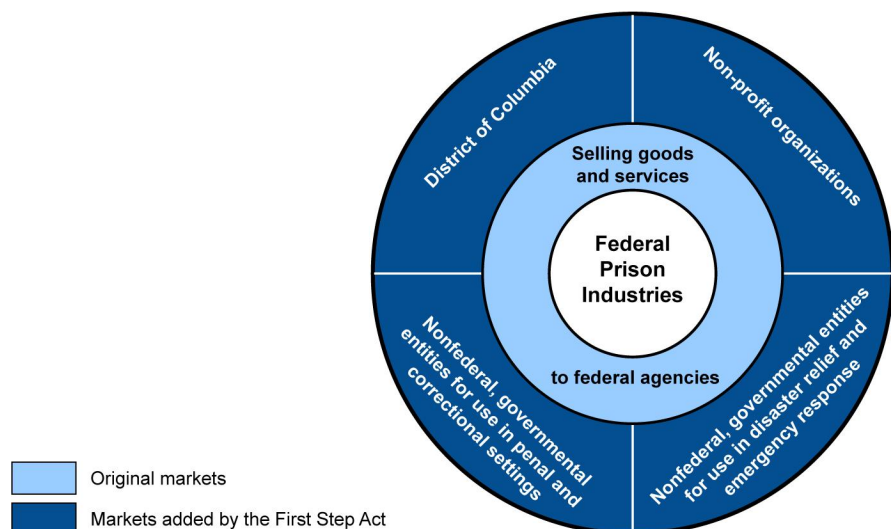 District of Columbia
Non-profit organizations
Selling goods
and services
Federal
Prison
Industries
to federal agencies
Nonfederal, governmental
entities for use in penal and
correctional settings
Nonfederal, governmental entities
for use in disaster relief and
emergency response
Original markets
Markets added by the First Step Act